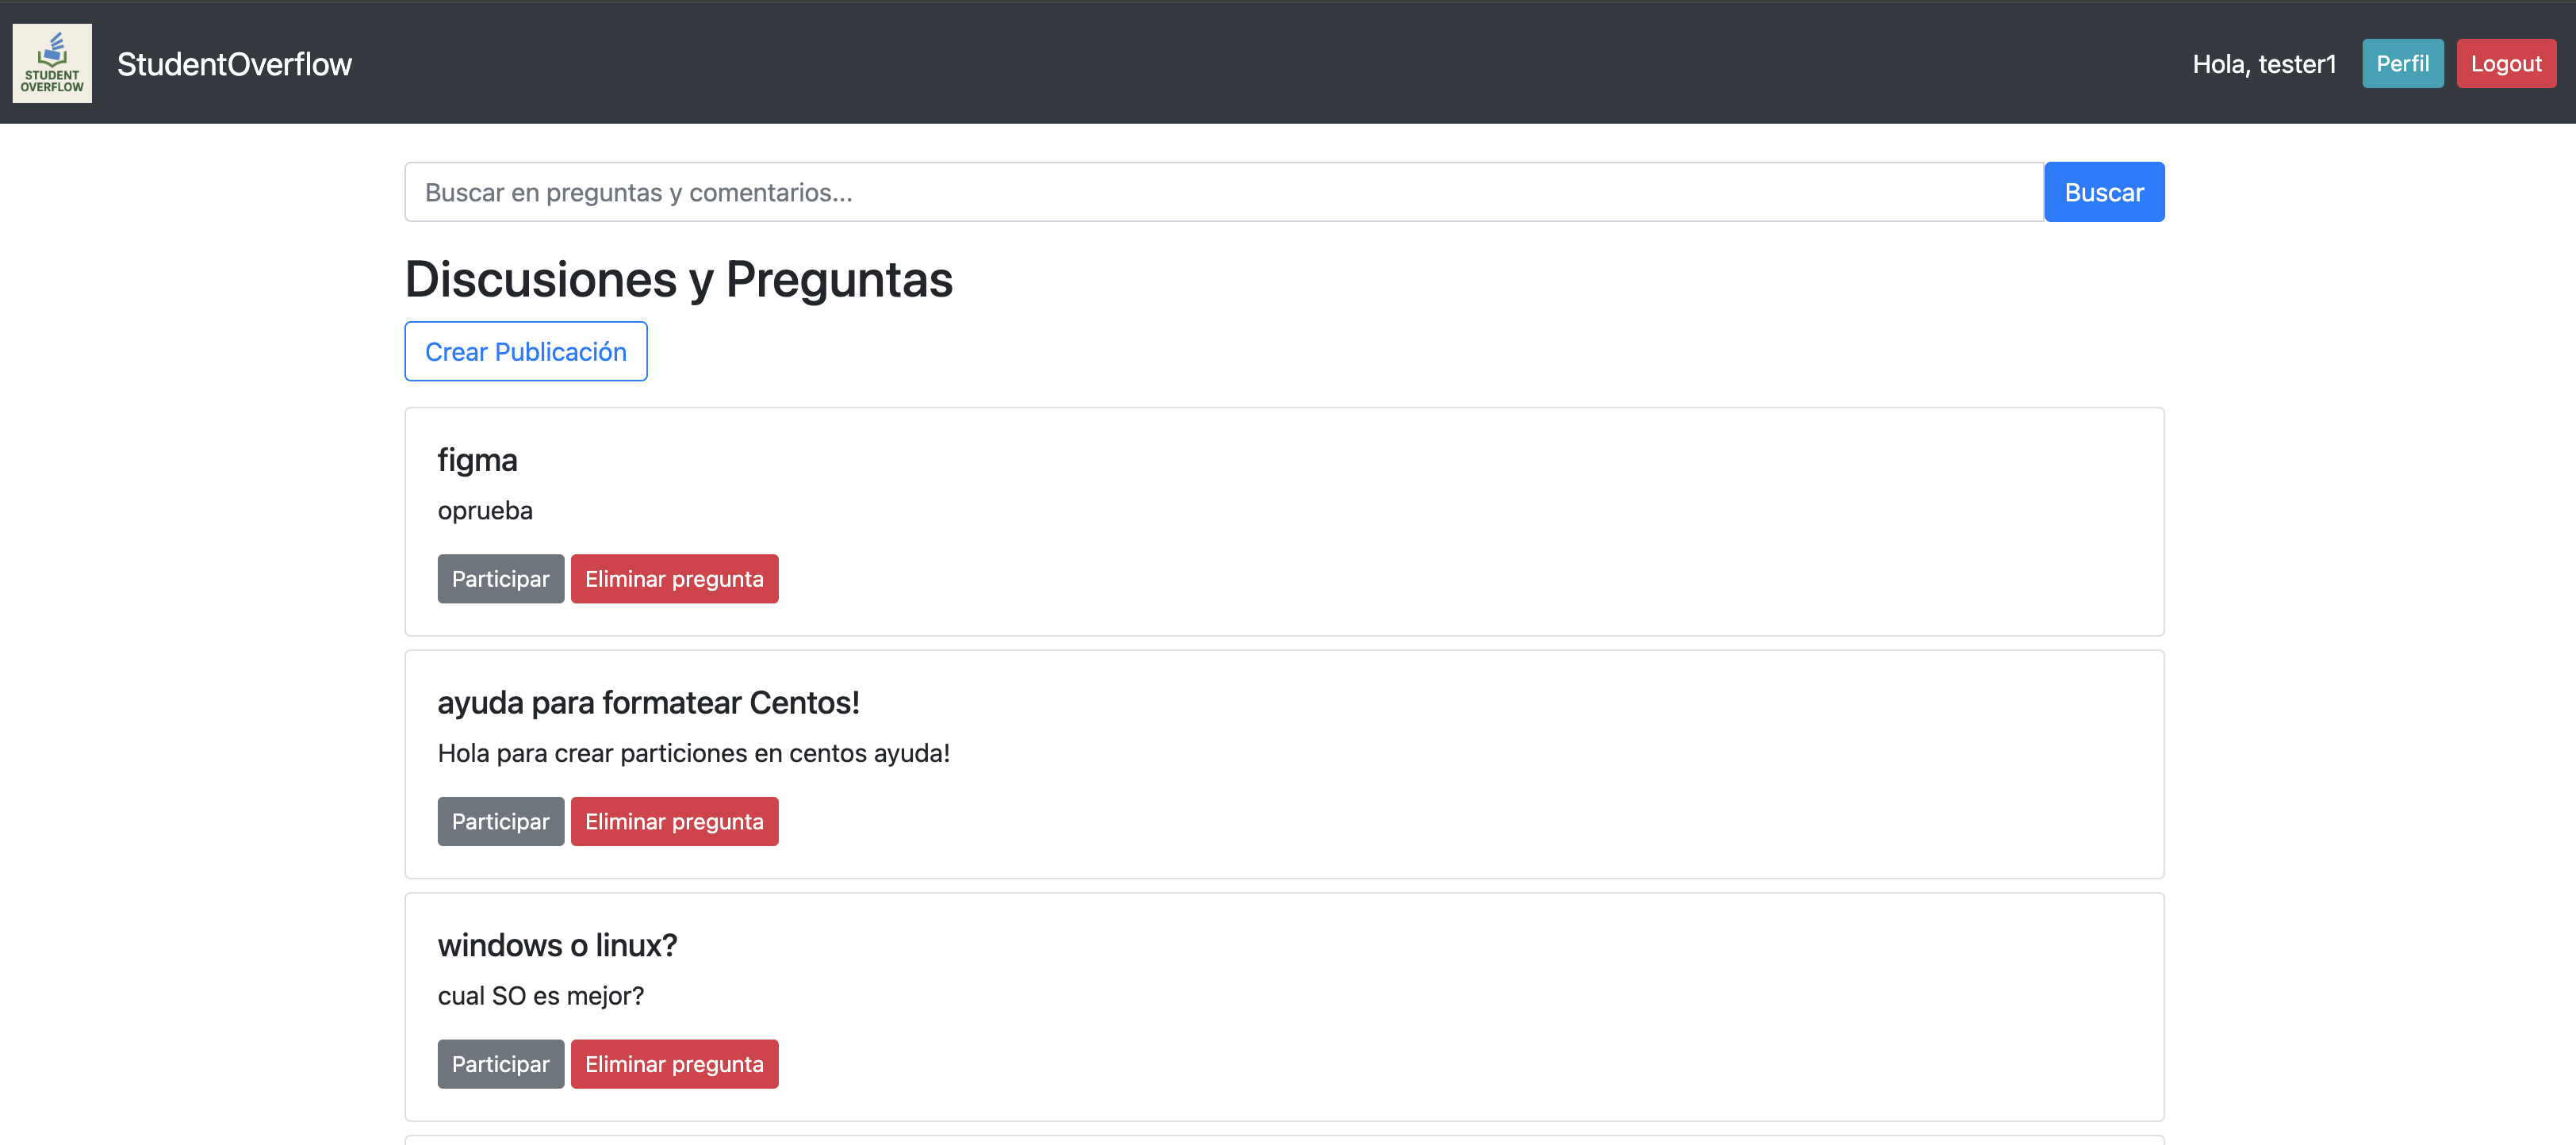 STUDENT
OVERFLOW
StudentOverflow
Hola, tester1
Perfil
Logout
Buscar en preguntas y comentarios...
Buscar
Discusiones y Preguntas
Crear Publicación
figma
oprueba
Participar
Eliminar pregunta
ayuda para formatear Centos!
Hola para crear particiones en centos ayuda!
Participar
Eliminar pregunta
windows o linux?
cual SO es mejor?
Participar
Eliminar pregunta